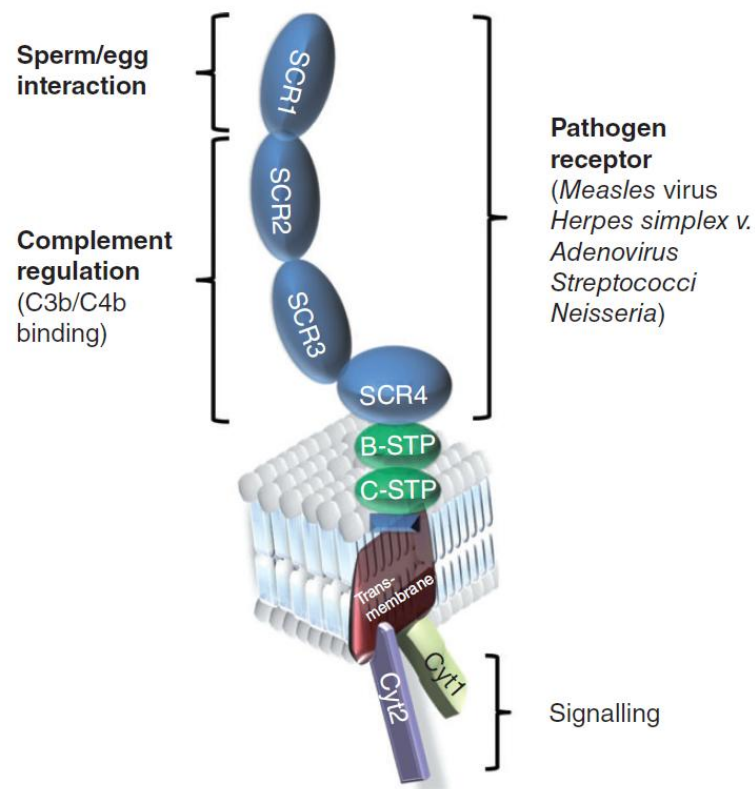 Sperm/egg
interaction
Complement
regulation
(C3b/C4b
binding)
SCR1
SCR2
SCR3
SCR4
B-STP
C-STP
Trans-
membrane
Cyt2
Cyt1
Pathogen
receptor
(Measles virus
Herpes simplex v.
Adenovirus
Streptococci
Neisseria)
Signalling